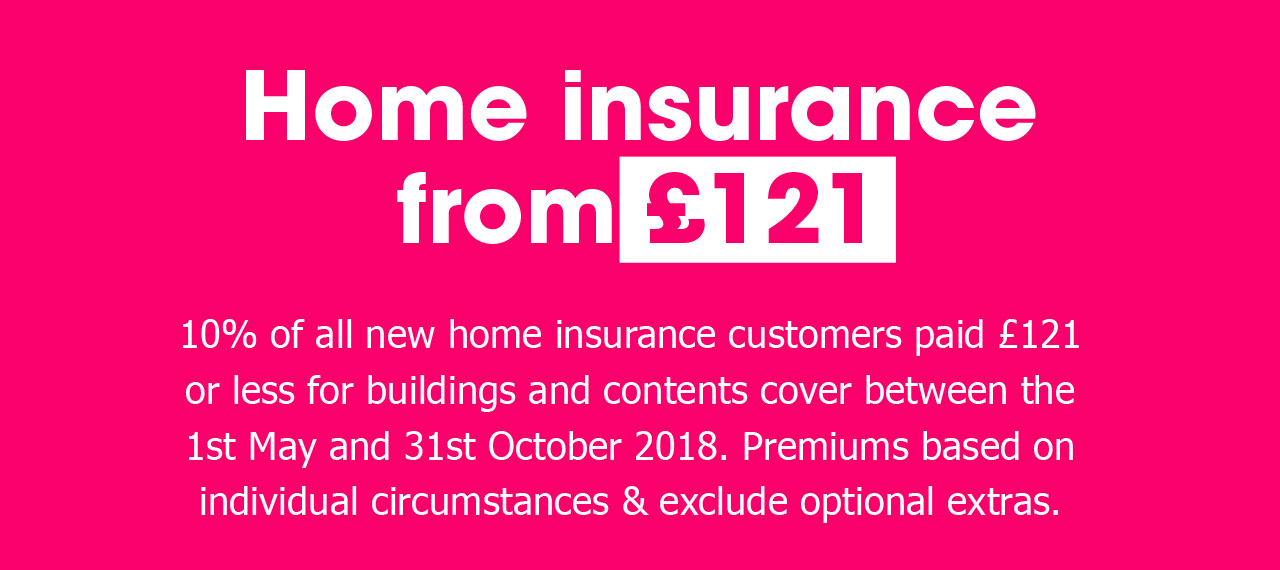 Home insurance
from £121
10% of all new home insurance customers paid £121
or less for buildings and contents cover between the
1st May and 31st October 2018. Premiums based on
individual circumstances & exclude optional extras.